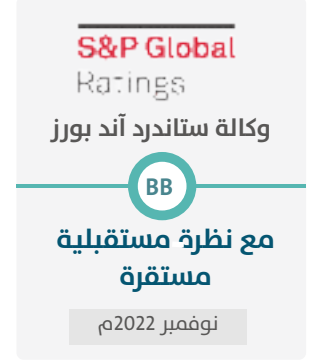 S&P Global
Ratings
وكالة ستاندرد آند بورز
BB
مع نظرة مستقبلية
مستقرة
نوفمبر 2022م